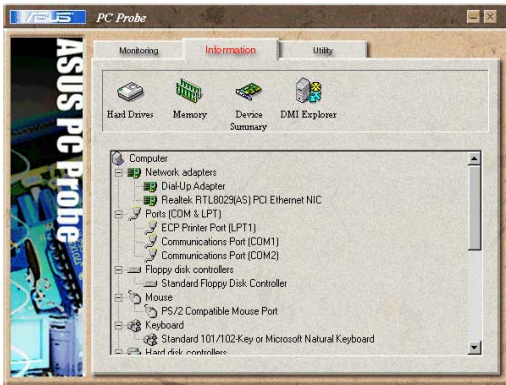 ASUS PC Probe
ASUS PC Probe
Monitoring Information Utility
Hard Drives Memory Device Summary DMI Explorer
Computer
Network adapters
Dial-Up Adapter
Realtek RTL8029(AS) PCI Ethernet NIC
Ports (COM & LPT)
ECP Printer Port (LPT1)
Communications Port (COM1)
Communications Port (COM2)
Floppy disk controllers
Standard Floppy Disk Controller
Mouse
PS/2 Compatible Mouse Port
Keyboard
Standard 101/102-Key or Microsoft Natural Keyboard
Hard disk controllers